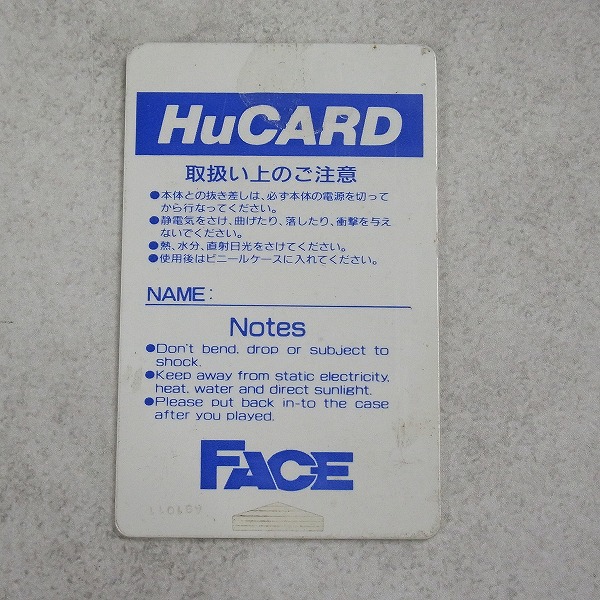 HuCARD
取扱い上のご注意
●本体との抜き差しは、必ず本体の電源を切って
から行なってください。
●静電気をさけ、曲げたり、落したり、衝撃を与え
ないでください。
●熱、水分、直射日光をさけてください。
●使用後はビニールケースに入れてください。
NAME:
Notes
●Don't bend, drop or subject to
shock.
●Keep away from static electricity,
heat, water and direct sunlight.
●Please put back in-to the case
after you played.
FACE